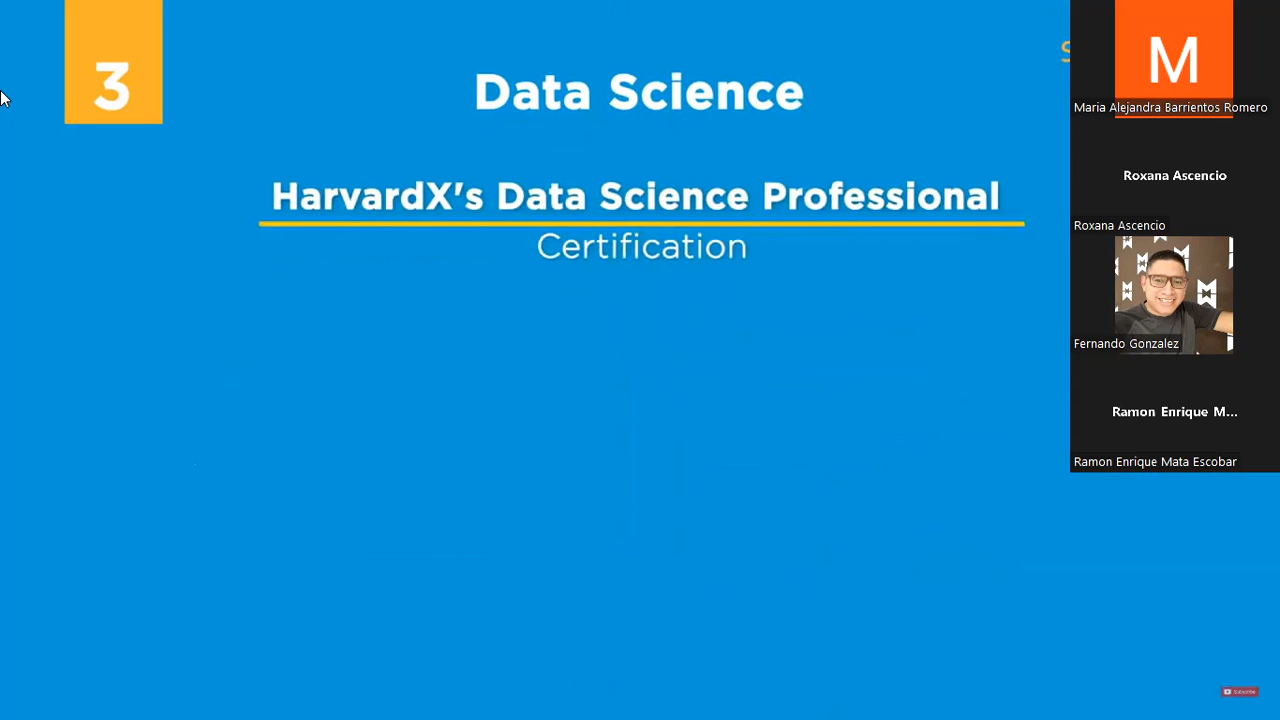 3
S
Data Science
HarvardX's Data Science Professional
Certification
M
Maria Alejandra Barrientos Romero
Roxana Ascencio
Roxana Ascencio
Fernando Gonzalez
Ramon Enrique M...
Ramon Enrique Mata Escobar
Subscribe